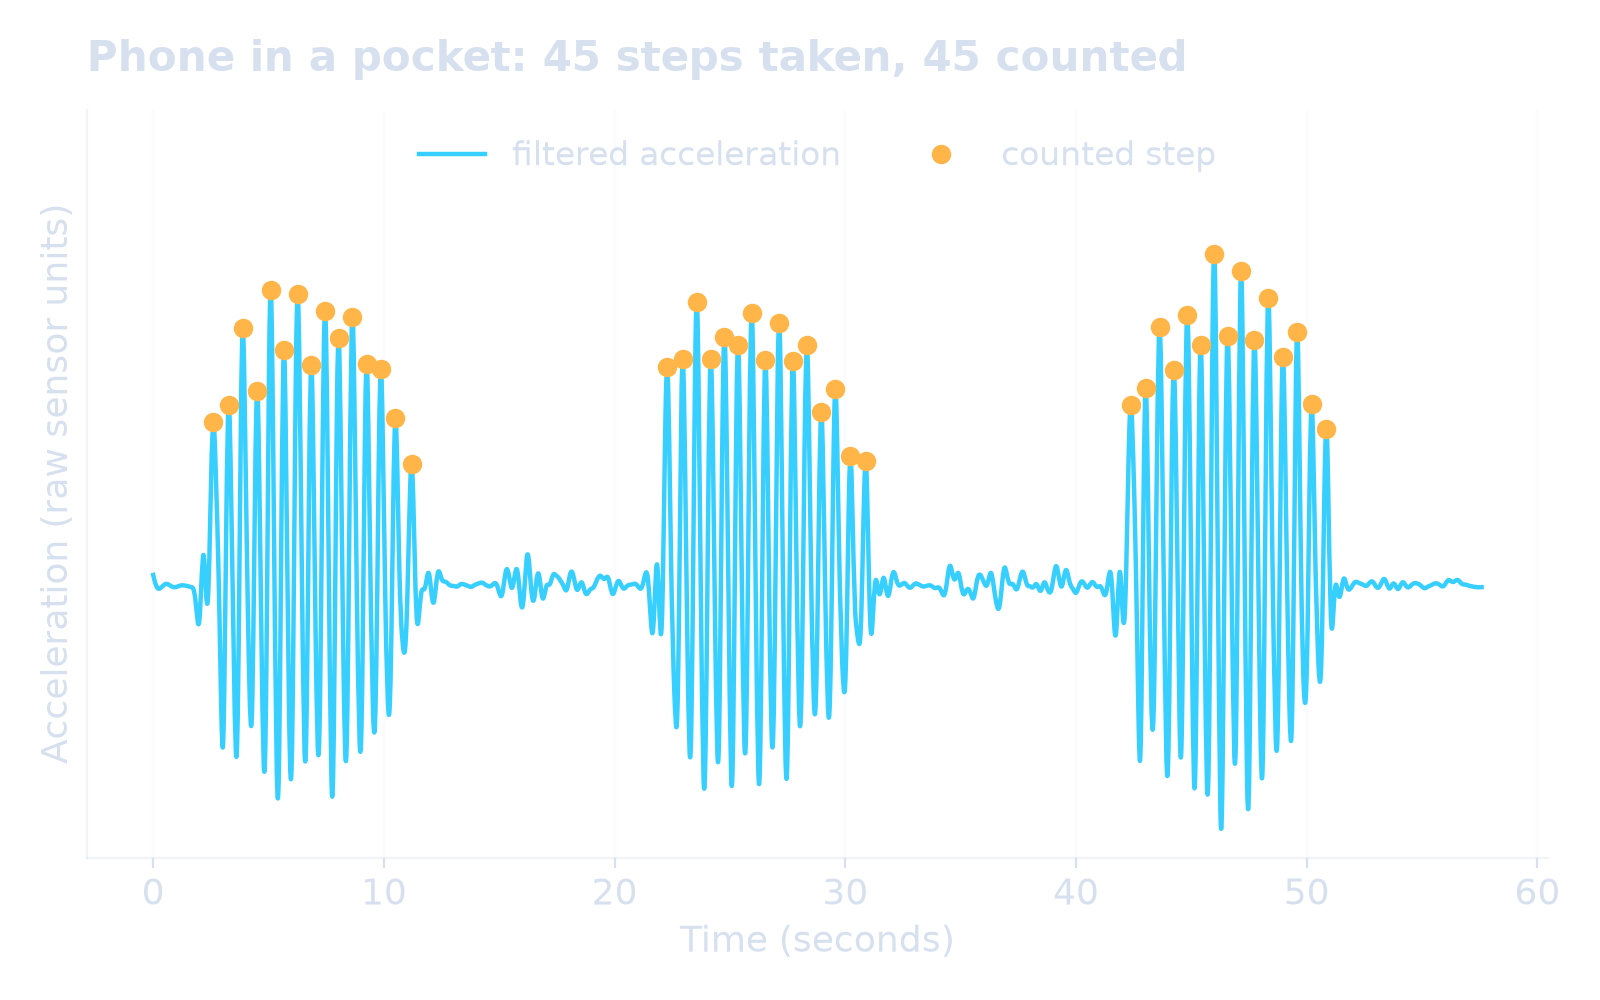 Phone in a pocket: 45 steps taken, 45 counted
filtered acceleration
counted step
Acceleration (raw sensor units)
0 10 20 30 40 50 60
Time (seconds)